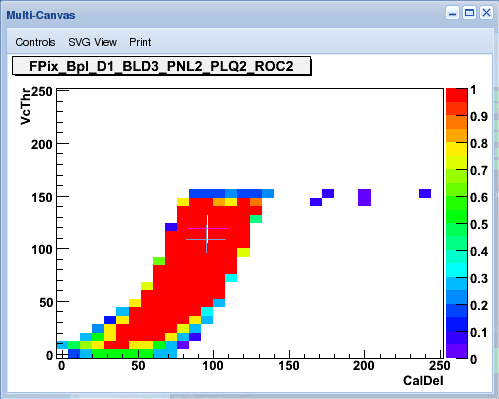 Multi-Canvas
Controls SVG View Print
FPix_Bpl_D1_BLD3_PNL2_PLQ2_ROC2
VcThr
250
200
150
100
50
0
0 50 100 150 200 250
CalDel
1
0.9
0.8
0.7
0.6
0.5
0.4
0.3
0.2
0.1
0